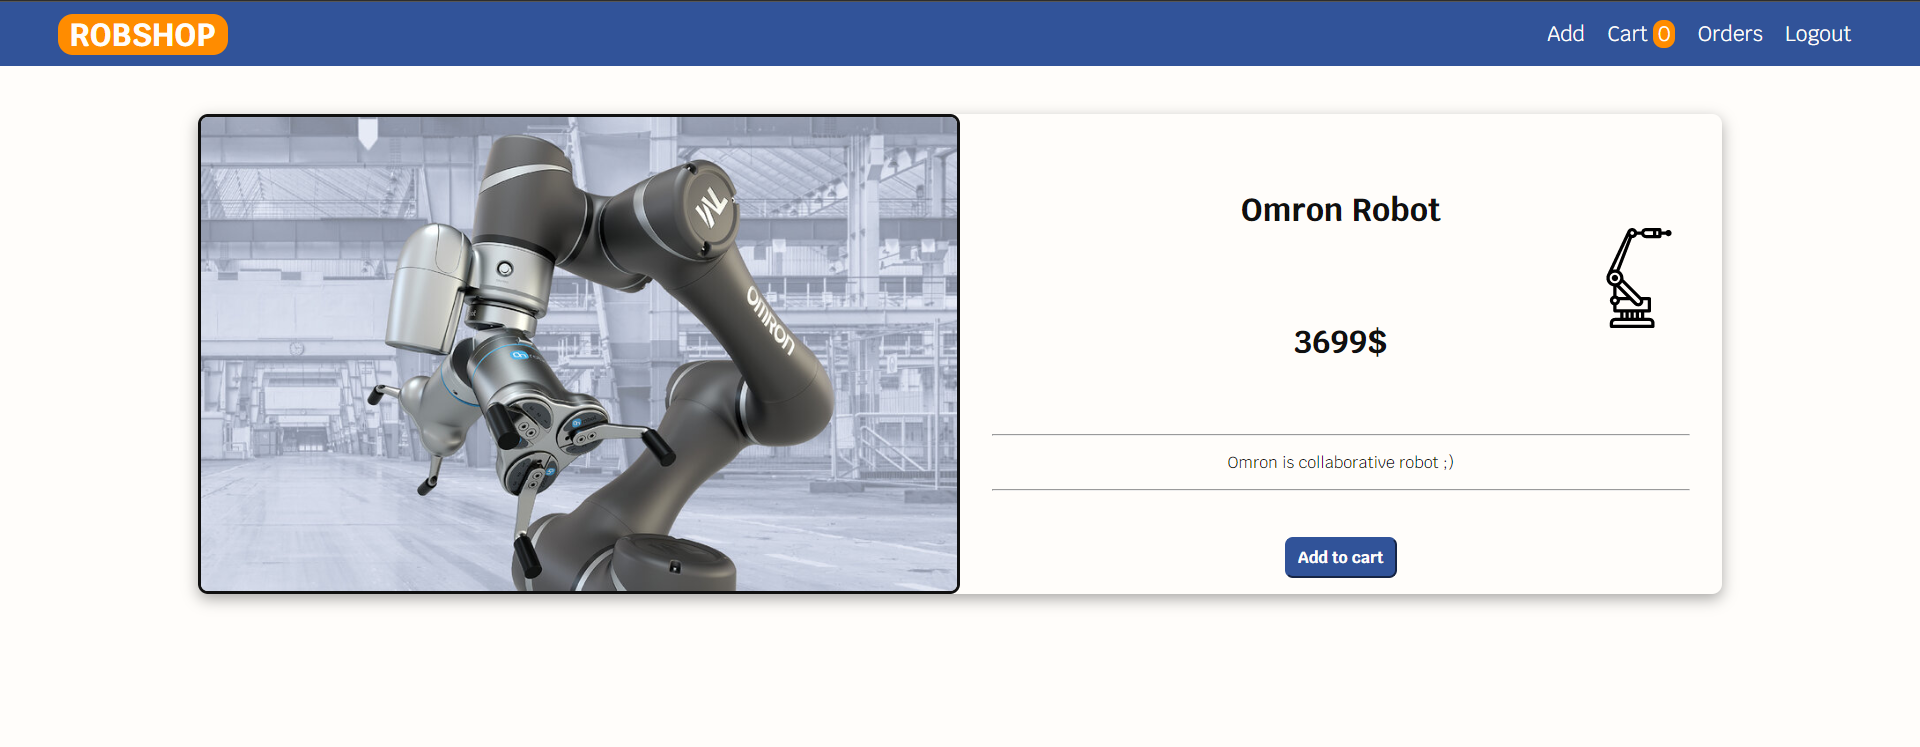 ROBSHOP
Add Cart 0 Orders Logout
OMRON
Omron Robot
3699$
Omron is collaborative robot ;)
Add to cart